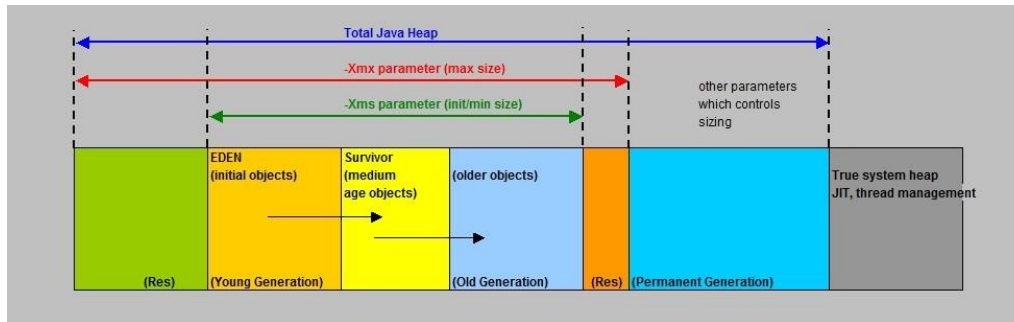 Total Java Heap
-Xmx parameter (max size)
other parameters
which controls
sizing
-Xms parameter (init/min size)
EDEN
(initial objects)
Survivor
(medium
age objects)
(older objects)
True system heap
JIT, thread management
(Res)
(Young Generation)
(Old Generation)
(Res)
(Permanent Generation)